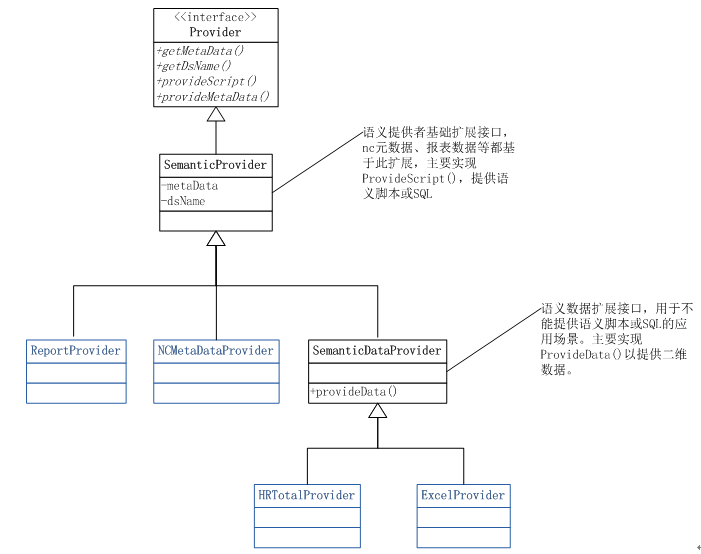 <<interface>>
Provider
+getMetaData()
+getDsName()
+provideScript()
+provideMetaData()
语义提供者基础扩展接口，
nc元数据、报表数据等都基
于此扩展，主要实现
ProvideScript()，提供语
义脚本或SQL
SemanticProvider
-metaData
-dsName
语义数据扩展接口，用于不
能提供语义脚本或SQL的应
用场景。主要实现
ProvideData()以提供二维
数据。
ReportProvider
NCMetaDataProvider
SemanticDataProvider
+provideData()
HRTotalProvider
ExcelProvider